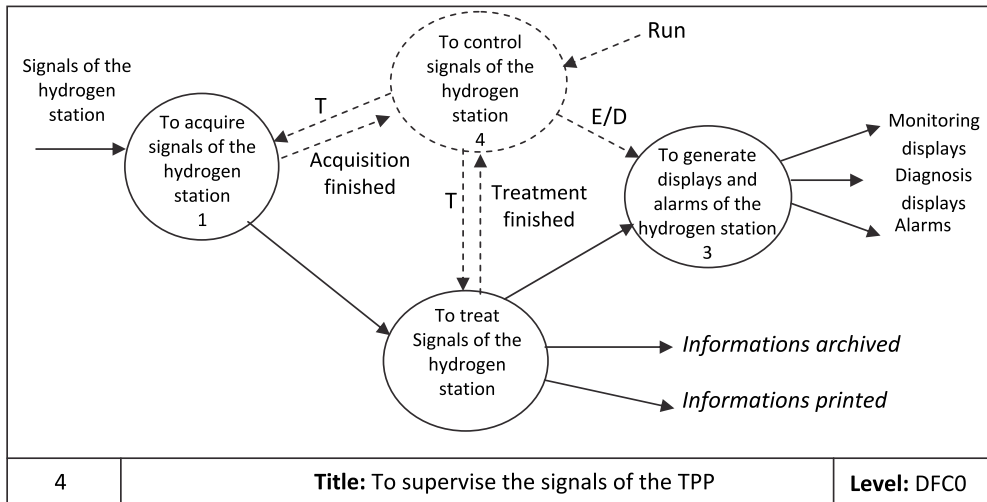 Run
Signals of the
hydrogen
station
To control
signals of the
hydrogen
station
4
T
E/D
To acquire
signals of the
hydrogen
station
1
Acquisition
finished
T
Treatment
finished
To generate
displays and
alarms of the
hydrogen station
3
Monitoring
displays
Diagnosis
displays
Alarms
To treat
Signals of the
hydrogen
station
Informations archived
Informations printed
4
Title: To supervise the signals of the TPP
Level: DFC0